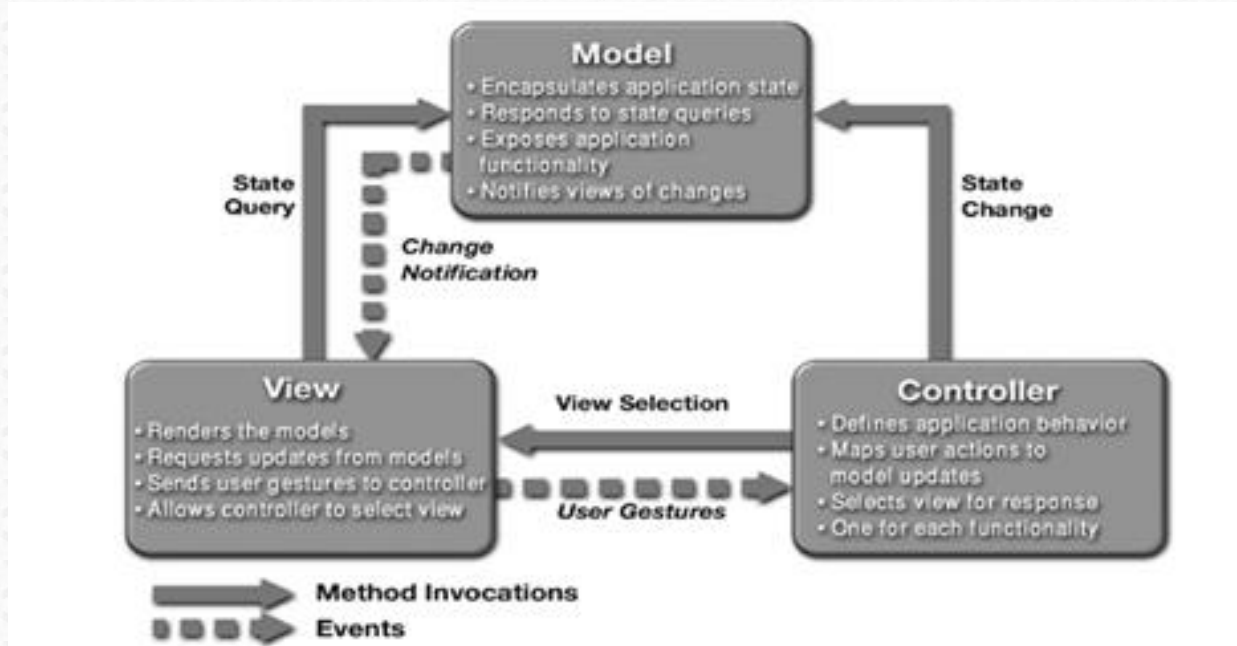 Model
• Encapsulates application state
• Responds to state queries
• Exposes application
functionality
• Notifies views of changes
State
Query
Change
Notification
State
Change
View
• Renders the models
• Requests updates from models
• Sends user gestures to controller
• Allows controller to select view
View Selection
User Gestures
Controller
• Defines application behavior
• Maps user actions to
model updates
• Selects view for response
• One for each functionality
Method Invocations
Events